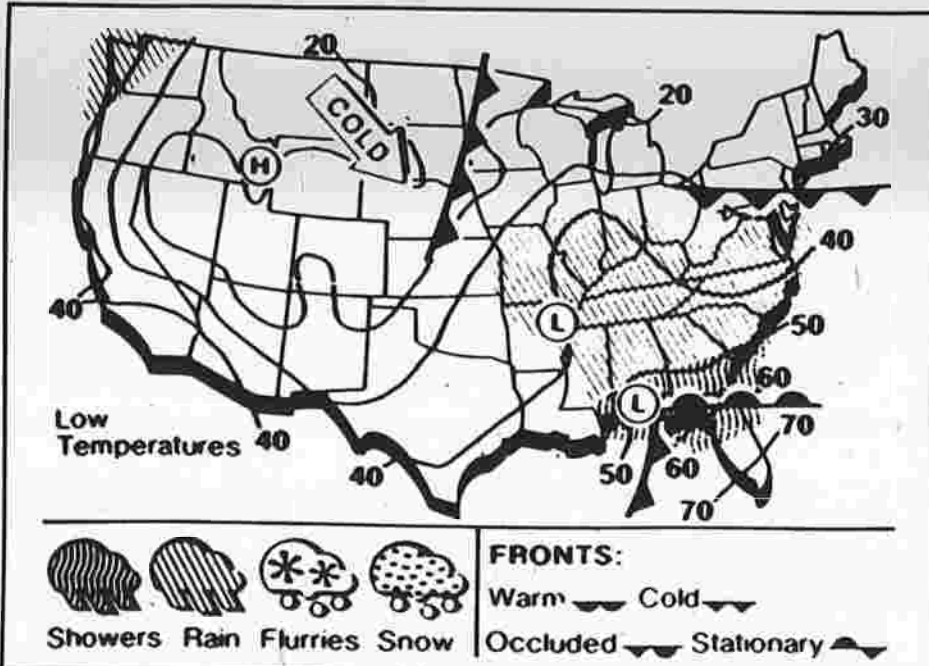 20
COLD
20
30
H
40
40
L
50
60
L
70
Low
Temperatures
40
40
50
60
70
Showers Rain Flurries Snow
FRONTS:
Warm Cold
Occluded Stationary